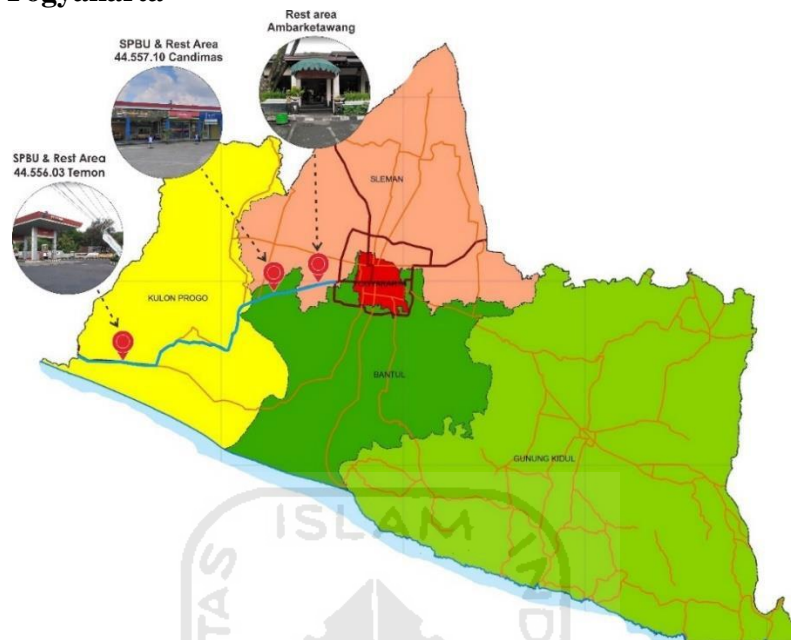 Yogyakarta
Rest area
Ambarketawang
SPBU & Rest Area
44.557.10 Candimas
SPBU & Rest Area
44.556.03 Temon
SLEMAN
KULON PROGO
BANTUL
GUNUNG KIDUL
ISLAM